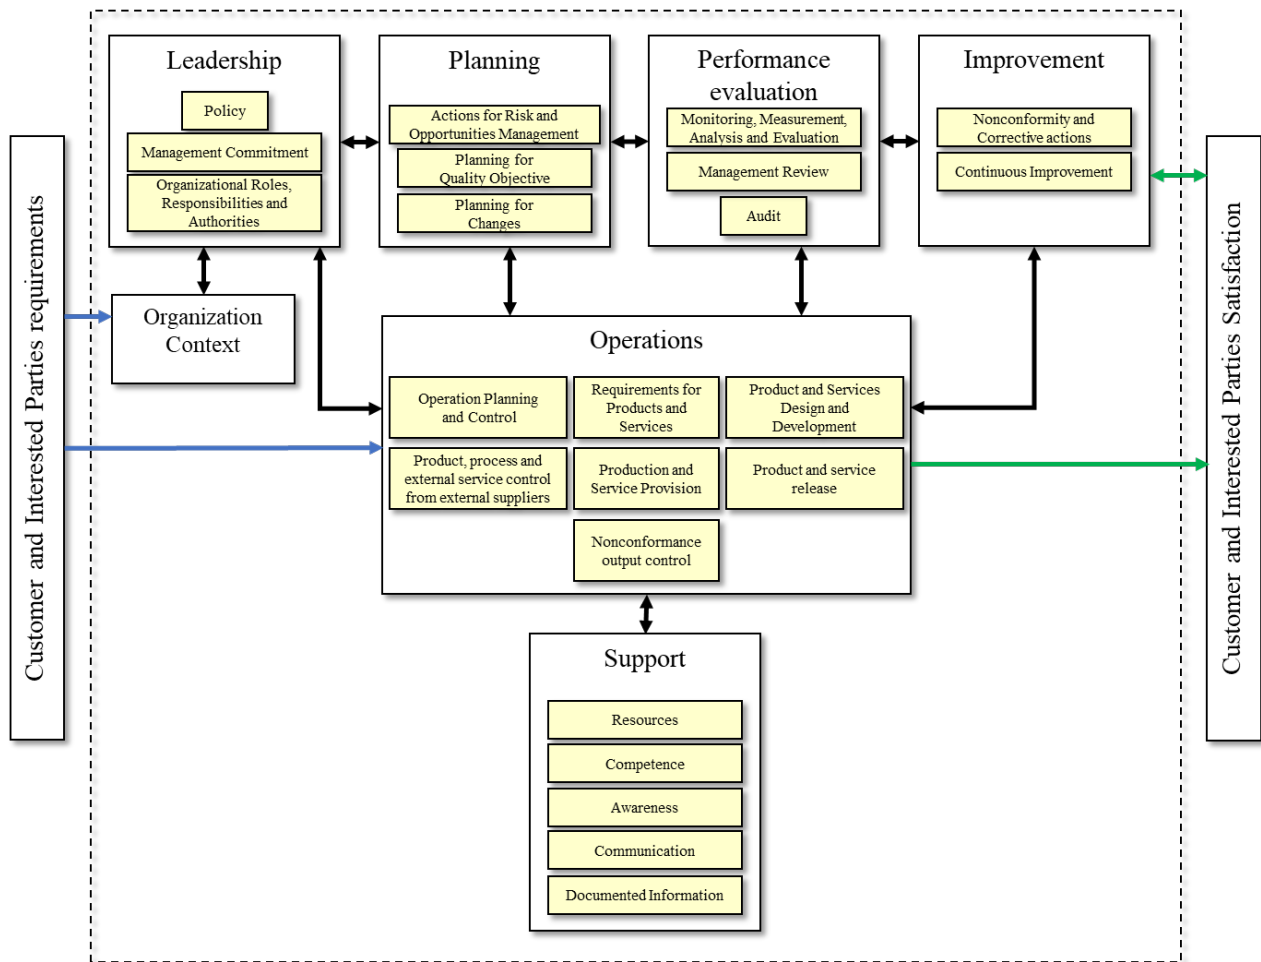 Customer and Interested Parties requirements
Leadership
Policy
Management Commitment
Organizational Roles,
Responsibilities and
Authorities
Planning
Actions for Risk and
Opportunities Management
Planning for
Quality Objective
Planning for
Changes
Performance
evaluation
Monitoring, Measurement,
Analysis and Evaluation
Management Review
Audit
Improvement
Nonconformity and
Corrective actions
Continuous Improvement
Organization
Context
Operations
Operation Planning
and Control
Requirements for
Products and
Services
Product and Services
Design and
Development
Product, process and
external service control
from external suppliers
Production and
Service Provision
Product and service
release
Nonconformance
output control
Support
Resources
Competence
Awareness
Communication
Documented Information
Customer and Interested Parties Satisfaction